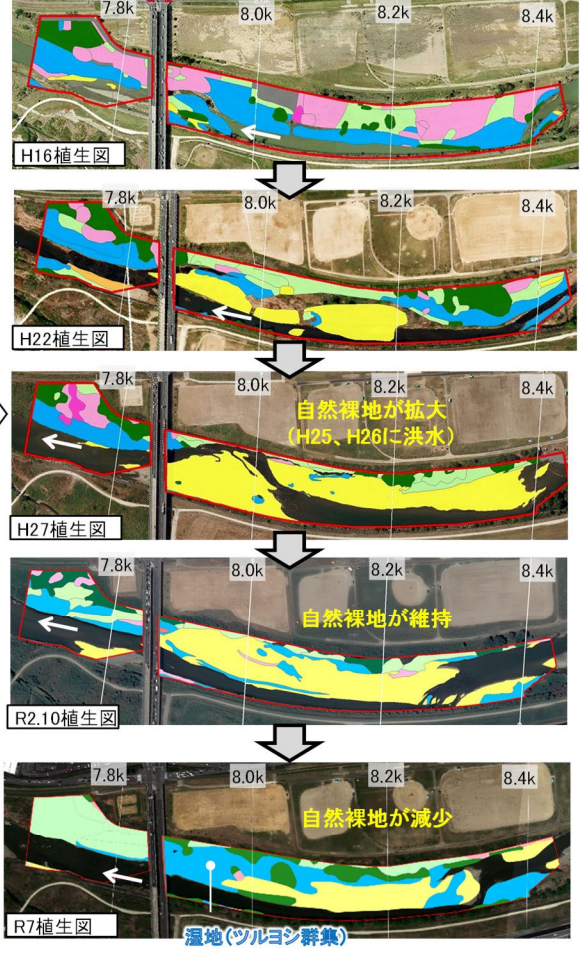 7.8k
8.0k
8.2k
8.4k
H16植生図
7.8k
8.0k
8.2k
8.4k
H22植生図
7.8k
8.0k
8.2k
8.4k
自然裸地が拡大
(H25、H26に洪水)
H27植生図
7.8k
8.0k
8.2k
8.4k
自然裸地が維持
R2.10植生図
7.8k
8.0k
8.2k
8.4k
自然裸地が減少
R7植生図
湿地(ツルヨシ群集)